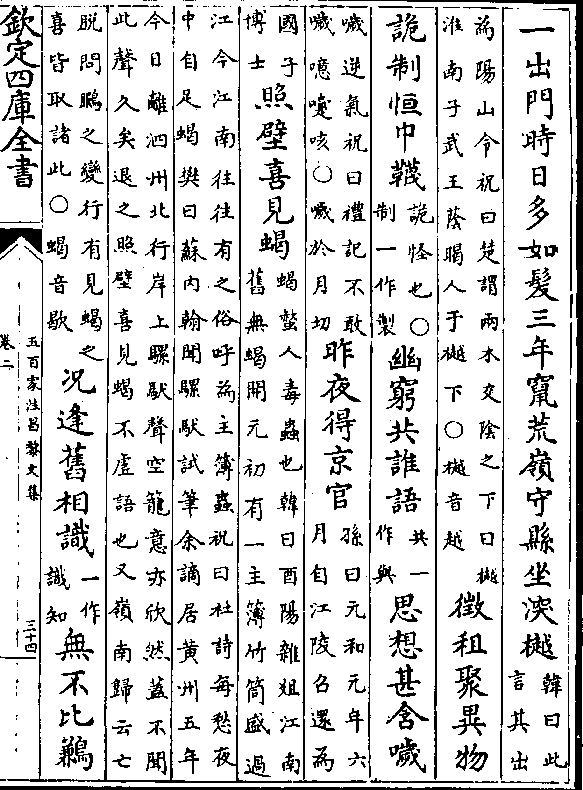 一出門時日多如髮三年竄荒嶺守縣坐深樾韓曰此言其出
為陽山令祝曰楚謂兩木交陰之下曰樾淮南子武王蔭暍人于樾下○樾音越徵租聚異物
詭制恒巾韈詭怪也○制一作製幽窮共誰語共一作與思想甚含噦
噦逆氣祝曰禮記不敢噦噫嚏咳○噦於月切昨夜得京官孫曰元和元年六月自江陵召還為
國子博士照壁喜見蝎蝎螫人毒蟲也韓曰酉陽雜俎江南舊無蝎開元初有一主簿竹筒盛過
江今江南往往有之俗呼為主簿蟲祝曰杜詩每愁夜中自足蝎樊曰蘇内翰聞騾馱試筆余謫居黄州五年
今日離泗州北行岸上騾馱聲空籠意亦欣然蓋不聞此聲久矣退之照壁喜見蝎不虚語也又嶺南歸云亡
脱問鵩之變行有見蝎之喜皆取諸此○蝎音歇况逢舊相識一作識知無不比鶼
欽定四庫全書
卷二
五百家注昌黎文集
三十四